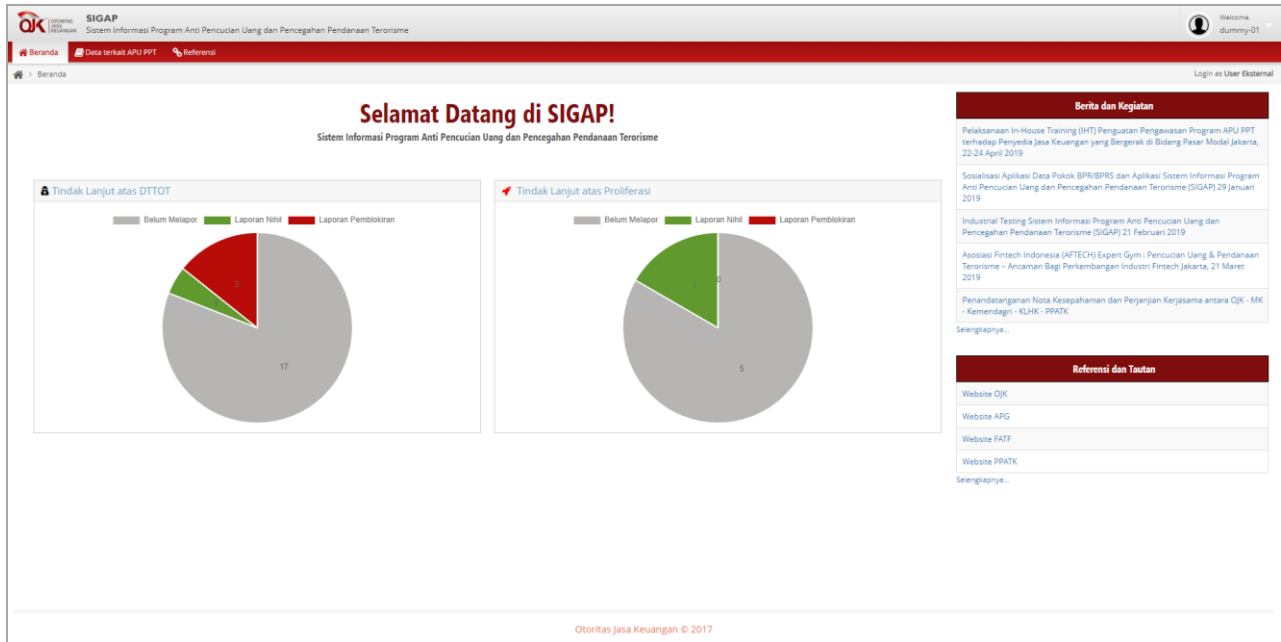 OJK OTORITAS JASA KEUANGAN
SIGAP
Sistem Informasi Program Anti Pencucian Uang dan Pencegahan Pendanaan Terorisme
Welcome,
dummy-01
Beranda
Data terkait APU PPT
Referensi
> Beranda
Login as User Eksternal
Selamat Datang di SIGAP!
Sistem Informasi Program Anti Pencucian Uang dan Pencegahan Pendanaan Terorisme
Tindak Lanjut atas DTTOT
Belum Melapor
Laporan Nihil
Laporan Pemblokiran
3
1
17
Tindak Lanjut atas Proliferasi
Belum Melapor
Laporan Nihil
Laporan Pemblokiran
1
0
5
Berita dan Kegiatan
Pelaksanaan In-House Training (IHT) Penguatan Pengawasan Program APU PPT
terhadap Penyedia Jasa Keuangan yang Bergerak di Bidang Pasar Modal Jakarta,
22-24 April 2019
Sosialisasi Aplikasi Data Pokok BPR/BPRS dan Aplikasi Sistem Informasi Program
Anti Pencucian Uang dan Pencegahan Pendanaan Terorisme (SIGAP) 29 Januari
2019
Industrial Testing Sistem Informasi Program Anti Pencucian Uang dan
Pencegahan Pendanaan Terorisme (SIGAP) 21 Februari 2019
Asosiasi Fintech Indonesia (AFTECH) Expert Gym : Pencucian Uang & Pendanaan
Terorisme – Ancaman Bagi Perkembangan Industri Fintech Jakarta, 21 Maret
2019
Penandatanganan Nota Kesepahaman dan Perjanjian Kerjasama antara OJK - MK
- Kemendagri - KLHK - PPATK
Selengkapnya...
Referensi dan Tautan
Website OJK
Website APG
Website FATF
Website PPATK
Selengkapnya...
Otoritas Jasa Keuangan © 2017